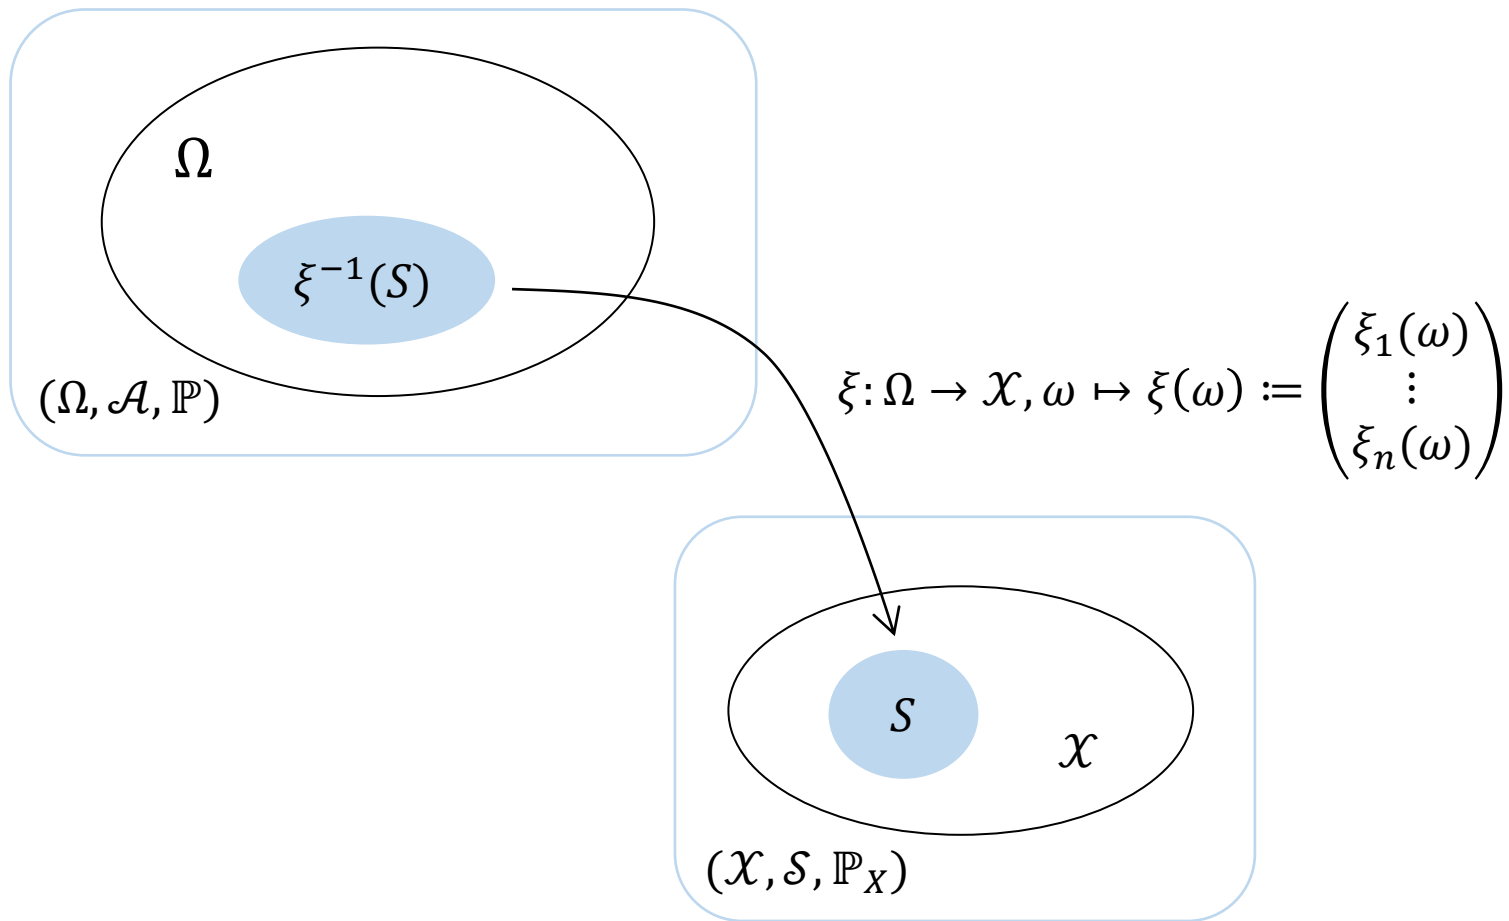 Ω
ξ⁻¹(S)
(Ω, 𝒜, ℙ)
ξ: Ω → 𝒳, ω ↦ ξ(ω) ≔ (ξ₁(ω) ⋮ ξₙ(ω))
S
𝒳
(𝒳, 𝒮, ℙ_X)